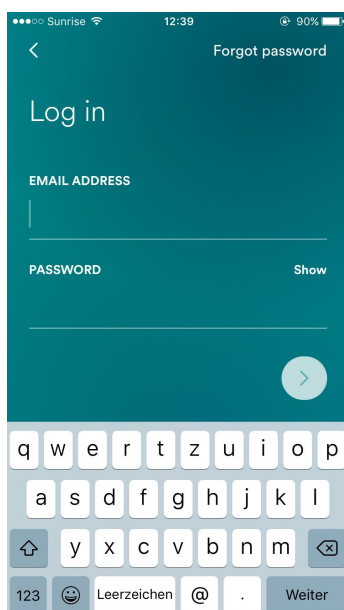 Sunrise 12:39 90%
Forgot password
Log in
EMAIL ADDRESS
PASSWORD Show
q w e r t z u i o p
a s d f g h j k l
y x c v b n m
123 Leerzeichen @ . Weiter